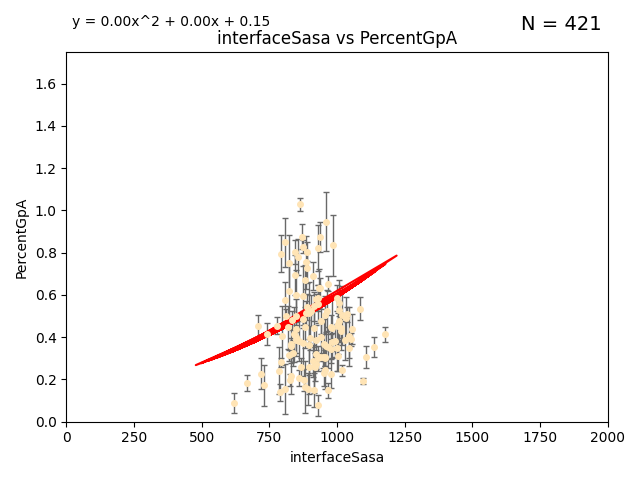 y = 0.00x^2 + 0.00x + 0.15
N = 421
interfaceSasa vs PercentGpA
PercentGpA
1.6
1.4
1.2
1.0
0.8
0.6
0.4
0.2
0.0
0 250 500 750 1000 1250 1500 1750 2000
interfaceSasa